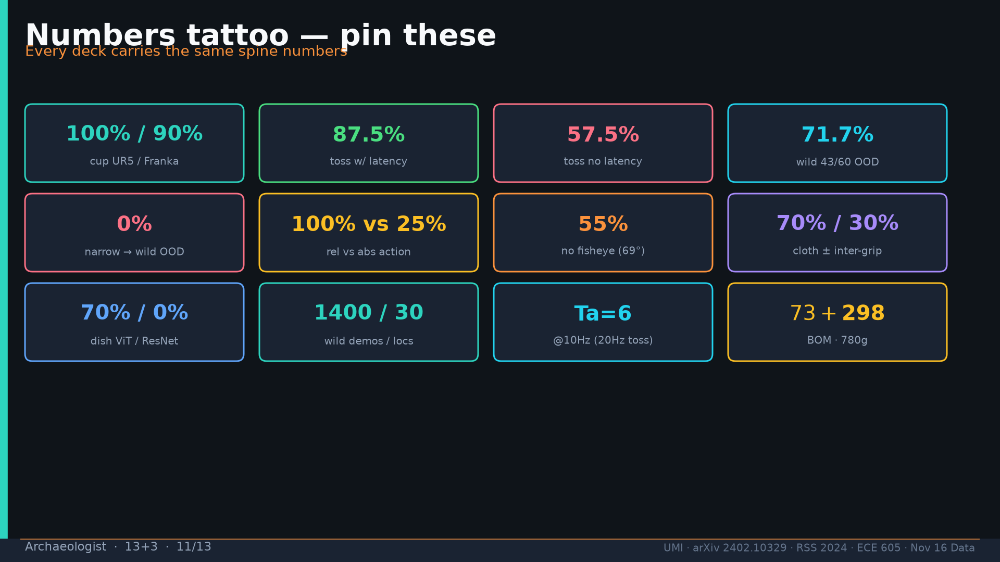 Numbers tattoo — pin these
Every deck carries the same spine numbers
100% / 90%
cup UR5 / Franka
87.5%
toss w/ latency
57.5%
toss no latency
71.7%
wild 43/60 OOD
0%
narrow → wild OOD
100% vs 25%
rel vs abs action
55%
no fisheye (69°)
70% / 30%
cloth ± inter-grip
70% / 0%
dish ViT / ResNet
1400 / 30
wild demos / locs
Ta=6
@10Hz (20Hz toss)
73 + 298
BOM · 780g
Archaeologist · 13+3 · 11/13
UMI · arXiv 2402.10329 · RSS 2024 · ECE 605 · Nov 16 Data